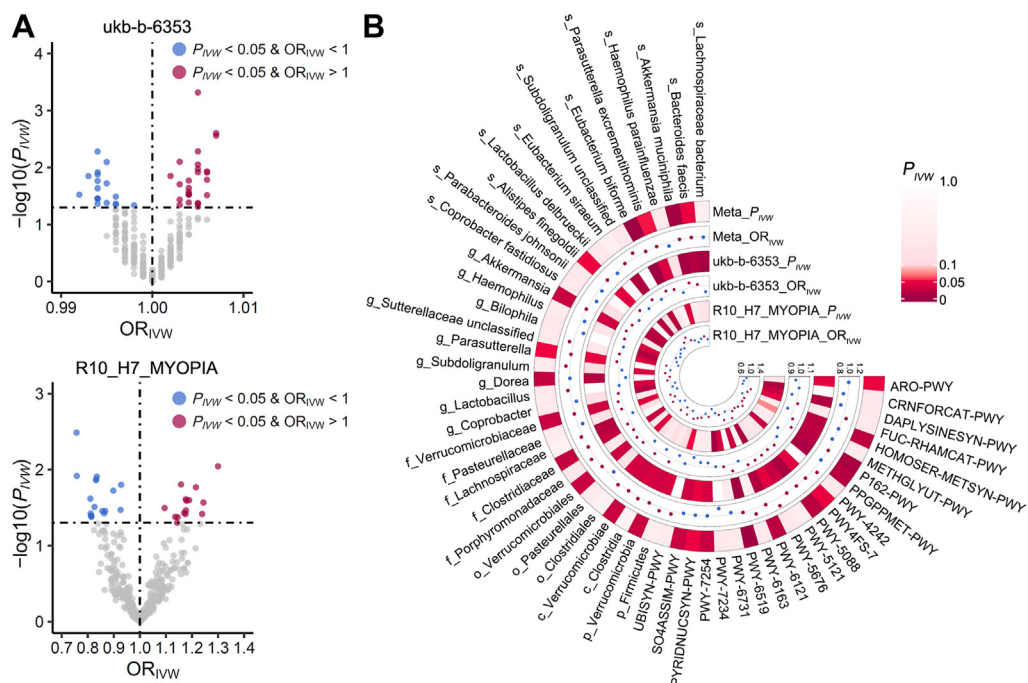 A
ukb-b-6353
P_IVW < 0.05 & OR_IVW < 1
P_IVW < 0.05 & OR_IVW > 1
−log10(P_IVW)
4
3
2
1
0
0.99
1.00
1.01
OR_IVW
R10_H7_MYOPIA
P_IVW < 0.05 & OR_IVW < 1
P_IVW < 0.05 & OR_IVW > 1
−log10(P_IVW)
3
2
1
0
0.7 0.8 0.9 1.0 1.1 1.2 1.3 1.4
OR_IVW
B
s_Lachnospiraceae bacterium
s_Bacteroides faecis
s_Akkermansia muciniphila
s_Haemophilus parainfluenzae
s_Parasutterella excrementihominis
s_Eubacterium biforme
s_Subdoligranulum unclassified
s_Eubacterium siraeum
s_Lactobacillus delbrueckii
s_Alistipes finegoldii
s_Parabacteroides johnsonii
s_Coprobacter fastidiosus
g_Akkermansia
g_Haemophilus
g_Bilophila
g_Sutterellaceae unclassified
g_Parasutterella
g_Subdoligranulum
g_Dorea
g_Lactobacillus
g_Coprobacter
f_Verrucomicrobiaceae
f_Pasteurellaceae
f_Lachnospiraceae
f_Clostridiaceae
f_Porphyromonadaceae
o_Verrucomicrobiales
o_Pasteurellales
o_Clostridiales
c_Verrucomicrobiae
c_Clostridia
p_Verrucomicrobia
p_Firmicutes
UBISYN-PWY
SO4ASSIM-PWY
PYRIDNUCSYN-PWY
PWY-7254
PWY-7234
PWY-6731
PWY-6519
PWY-6163
PWY-6121
PWY-5676
PWY-5121
PWY-5088
PWY4FS-7
PWY-4242
PPGPPMET-PWY
P162-PWY
METHGLYUT-PWY
HOMOSER-METSYN-PWY
FUC-RHAMCAT-PWY
DAPLYSINESYN-PWY
CRNFORCAT-PWY
ARO-PWY
Meta_P_IVW
Meta_OR_IVW
ukb-b-6353_P_IVW
ukb-b-6353_OR_IVW
R10_H7_MYOPIA_P_IVW
R10_H7_MYOPIA_OR_IVW
P_IVW
1.0
0.1
0.05
0